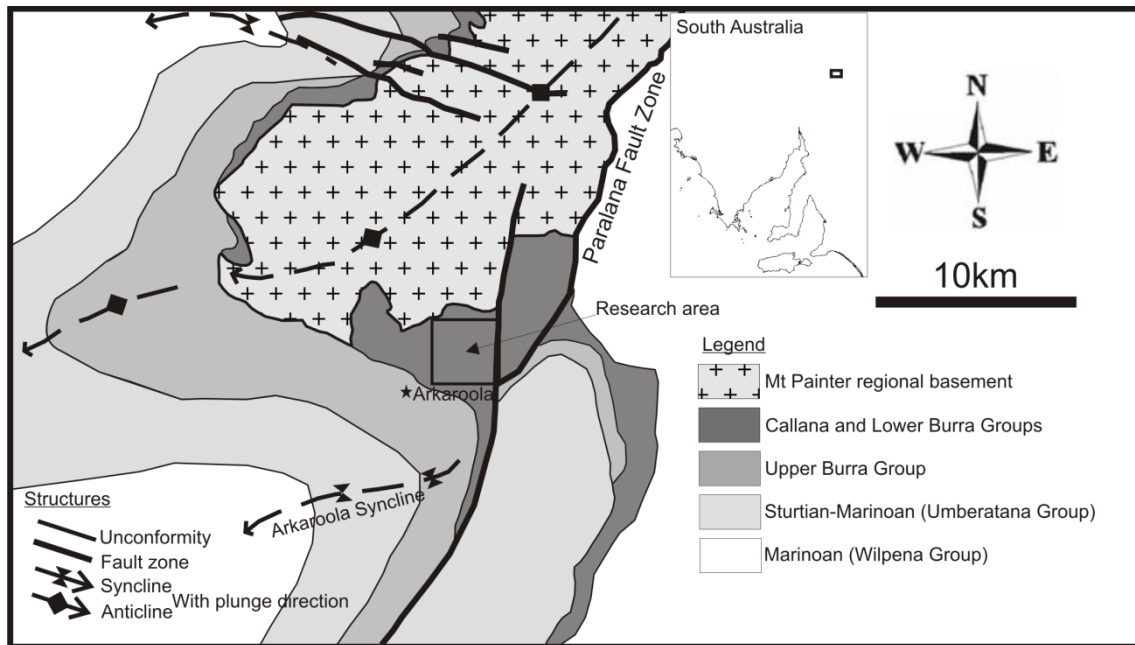 South Australia
Paralana Fault Zone
N
W E
S
10km
Research area
Arkaroola
Arkaroola Syncline
Legend
Mt Painter regional basement
Callana and Lower Burra Groups
Upper Burra Group
Sturtian-Marinoan (Umberatana Group)
Marinoan (Wilpena Group)
Structures
Unconformity
Fault zone
Syncline
Anticline With plunge direction